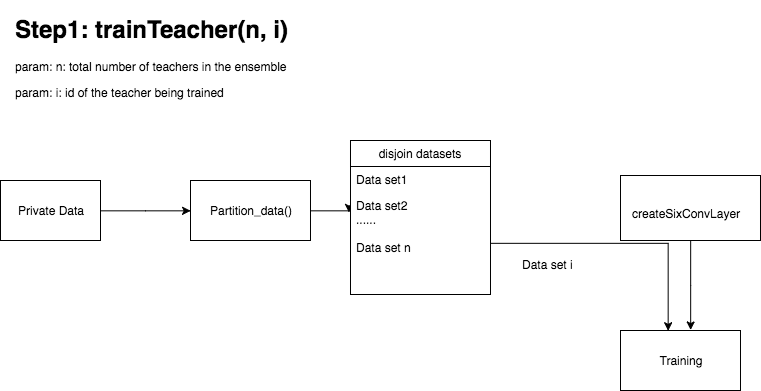 Step1: trainTeacher(n, i)
param: n: total number of teachers in the ensemble
param: i: id of the teacher being trained
disjoin datasets
Data set1
Private Data
Partition_data()
Data set2
......
createSixConvLayer
Data set n
Data set i
Training